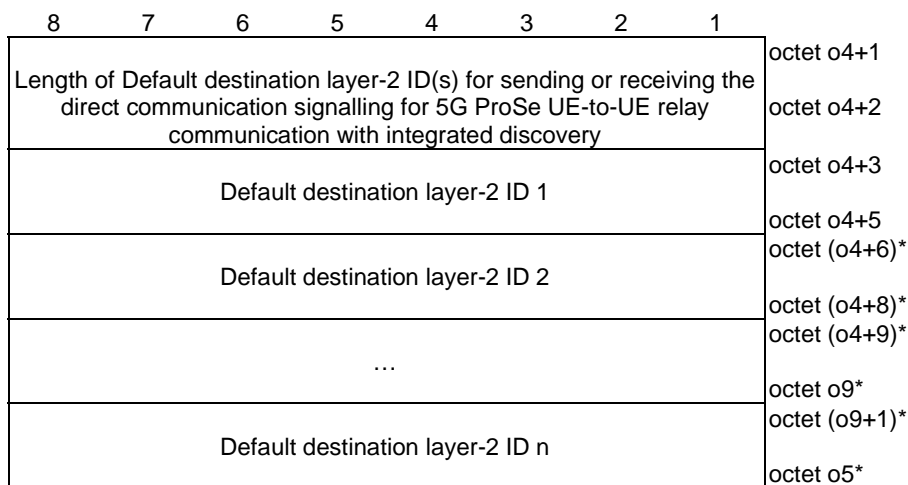 8 7 6 5 4 3 2 1
octet o4+1
Length of Default destination layer-2 ID(s) for sending or receiving the
direct communication signalling for 5G ProSe UE-to-UE relay
octet o4+2
communication with integrated discovery
octet o4+3
Default destination layer-2 ID 1
octet o4+5
octet (o4+6)*
Default destination layer-2 ID 2
octet (o4+8)*
octet (o4+9)*
…
octet o9*
octet (o9+1)*
Default destination layer-2 ID n
octet o5*